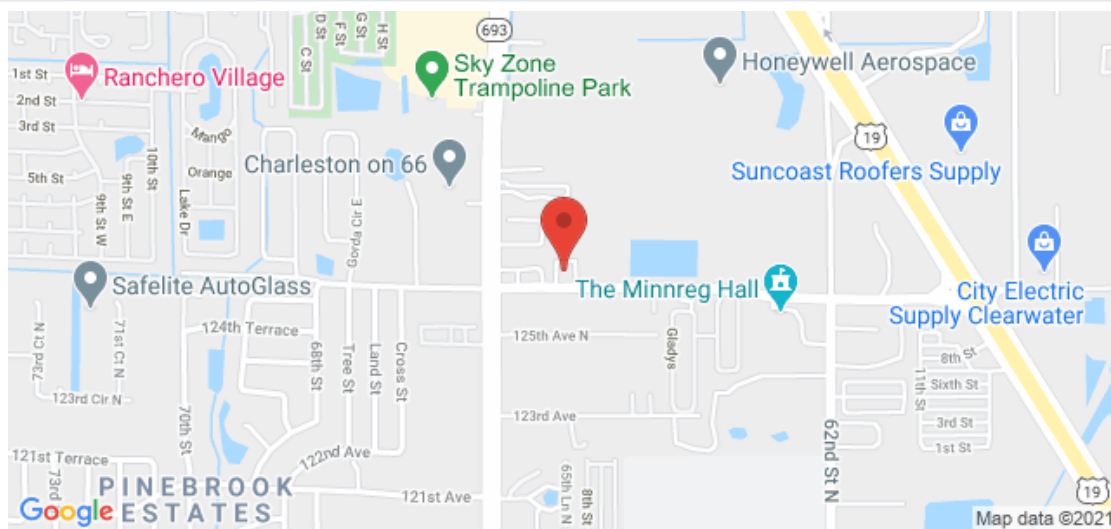 693
D St
F St
G St
H St
C St
1st St
Ranchero Village
2nd St
3rd St
Sky Zone
Trampoline Park
Honeywell Aerospace
19
Mango
Orange
10th St
5th St
9th St E
9th St W
Lake Dr
Gorda Cir E
Charleston on 66
Suncoast Roofers Supply
Safelite AutoGlass
The Minnreg Hall
City Electric
Supply Clearwater
73rd Ct N
71st Ct N
124th Terrace
68th St
Tree St
Land St
Cross St
125th Ave N
Gladys
8th St
11th St
Sixth St
3rd St
1st St
123rd Cir N
70th St
123rd Ave
62nd St N
121st Terrace
73rd
122nd Ave
121st Ave
65th Ln N
8th St
PINEBROOK
ESTATES
19
Google
Map data ©2021